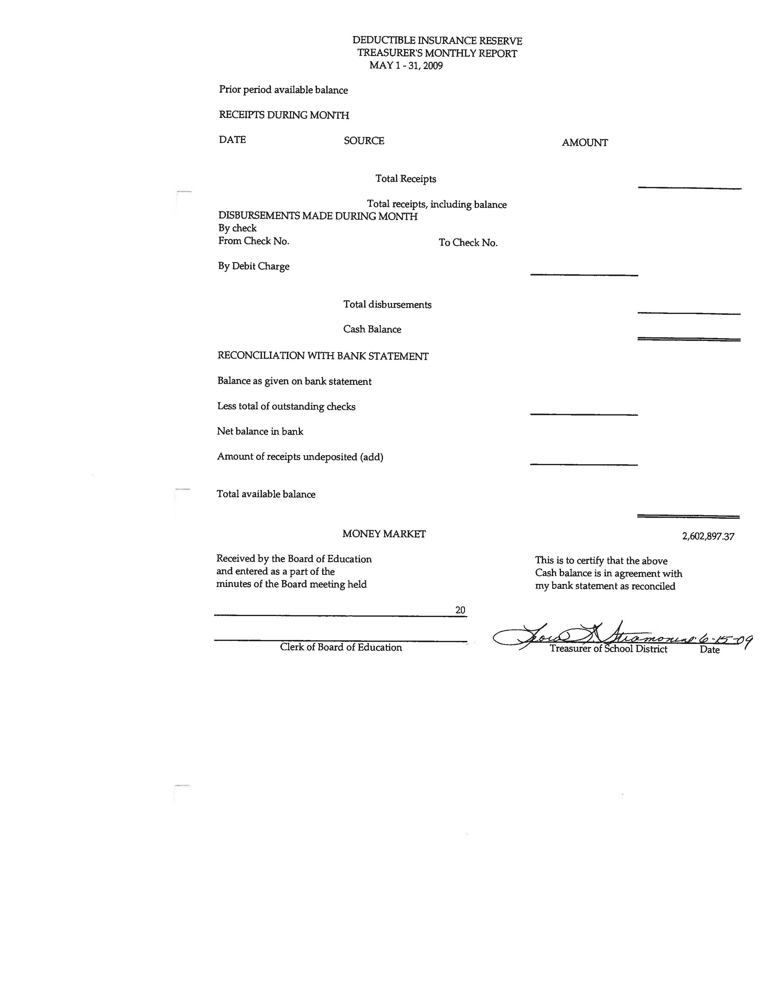 DEDUCTIBLE INSURANCE RESERVE
TREASURER'S MONTHLY REPORT
MAY 1 - 31, 2009
Prior period available balance
RECEIPTS DURING MONTH
DATE SOURCE AMOUNT
Total Receipts
Total receipts, including balance
DISBURSEMENTS MADE DURING MONTH
By check
From Check No. To Check No.
By Debit Charge
Total disbursements
Cash Balance
RECONCILIATION WITH BANK STATEMENT
Balance as given on bank statement
Less total of outstanding checks
Net balance in bank
Amount of receipts undeposited (add)
Total available balance
MONEY MARKET 2,602,897.37
Received by the Board of Education
and entered as a part of the
minutes of the Board meeting held
This is to certify that the above
Cash balance is in agreement with
my bank statement as reconciled
20
6-15-09
Clerk of Board of Education
Treasurer of School District Date